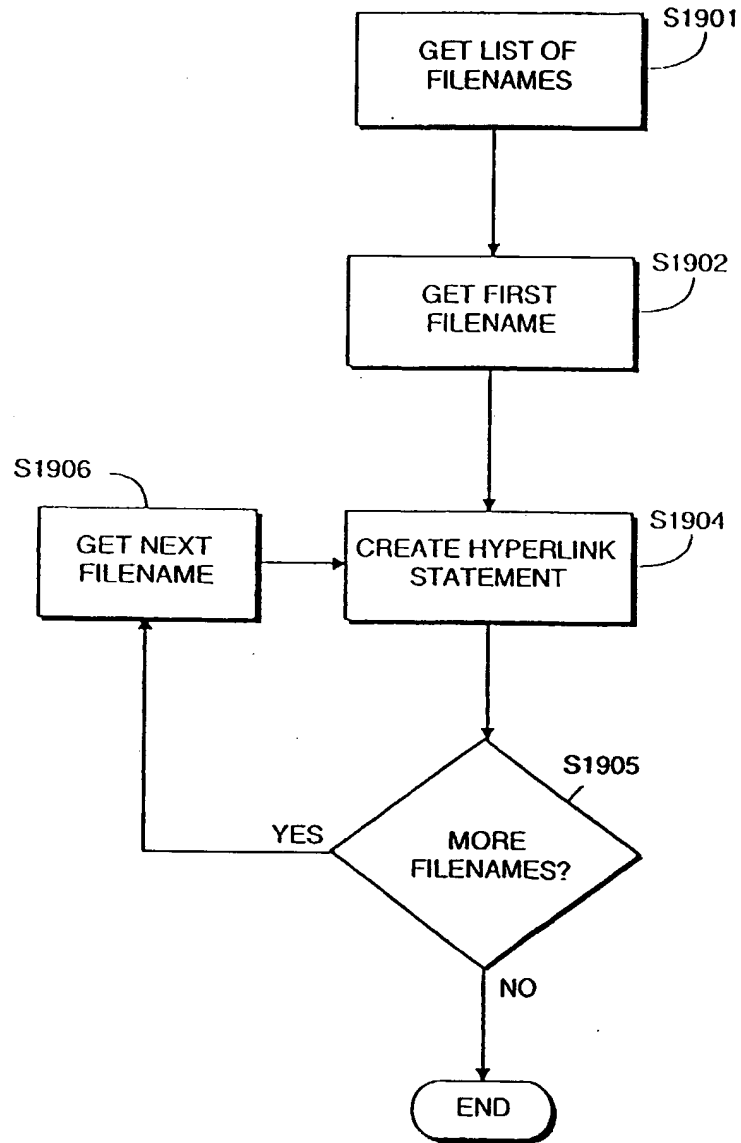 S1901
GET LIST OF
FILENAMES
S1902
GET FIRST
FILENAME
S1906
GET NEXT
FILENAME
S1904
CREATE HYPERLINK
STATEMENT
S1905
YES
MORE
FILENAMES?
NO
END